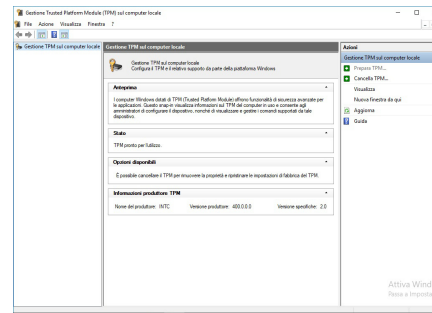 Gestione Trusted Platform Module (TPM) sul computer locale
File Azione Visualizza Finestra ?
Gestione TPM sul computer locale
Gestione TPM sul computer locale
Gestione TPM sul computer locale
Configura il TPM e il relativo supporto da parte della piattaforma Windows
Anteprima
I computer Windows dotati di TPM (Trusted Platform Module) offrono funzionalità di sicurezza avanzate per
le applicazioni. Questo snap-in visualizza informazioni sul TPM del computer in uso e consente agli
amministratori di configurare il dispositivo, nonché di visualizzare e gestire i comandi supportati da tale
dispositivo.
Stato
TPM pronto per l'utilizzo.
Opzioni disponibili
È possibile cancellare il TPM per rimuovere la proprietà e ripristinare le impostazioni di fabbrica del TPM.
Informazioni produttore TPM
Nome del produttore: INTC Versione produttore: 400.0.0.0 Versione specifiche: 2.0
Azioni
Gestione TPM sul computer locale
Prepara TPM...
Cancella TPM...
Visualizza
Nuova finestra da qui
Aggiorna
Guida
Attiva Wind
Passa a Imposta